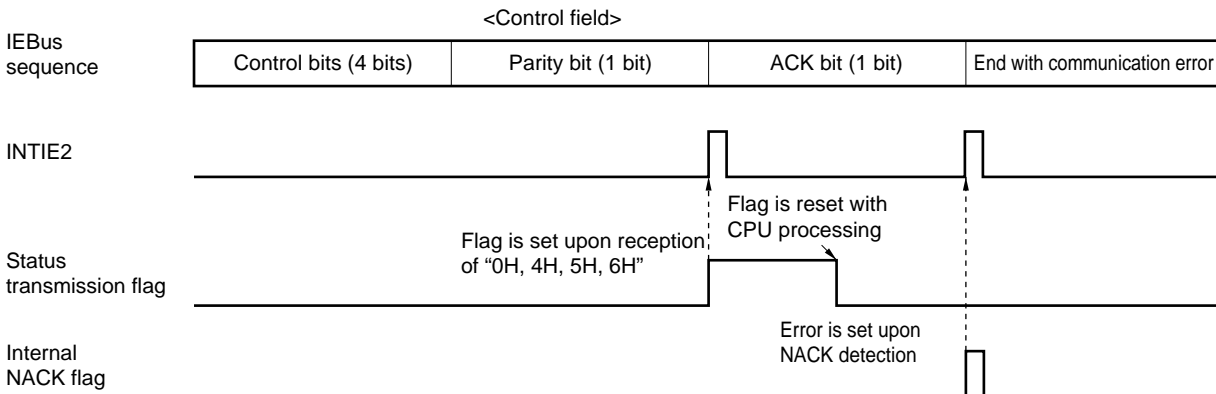 <Control field>
IEBus
sequence
Control bits (4 bits)
Parity bit (1 bit)
ACK bit (1 bit)
End with communication error
INTIE2
Flag is reset with
CPU processing
Flag is set upon reception
of “0H, 4H, 5H, 6H”
Status
transmission flag
Error is set upon
NACK detection
Internal
NACK flag